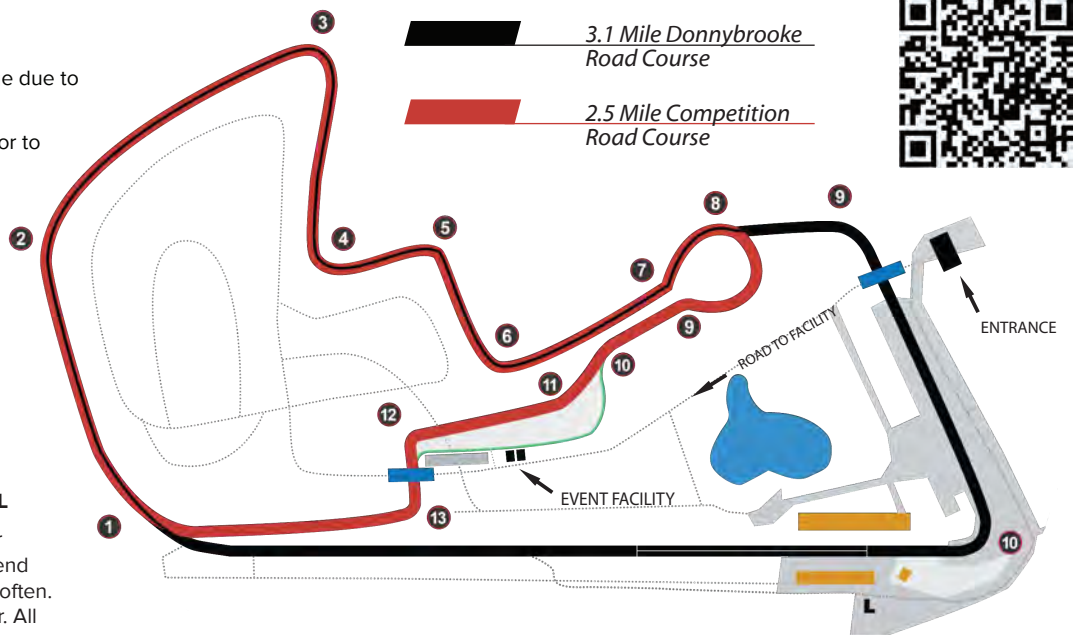 e due to
or to
L
r
end
often.
r. All
3.1 Mile Donnybrooke
Road Course
2.5 Mile Competition
Road Course
3
2
4
5
8
9
7
6
9
10
11
12
13
1
10
ENTRANCE
ROAD TO FACILITY
EVENT FACILITY
L